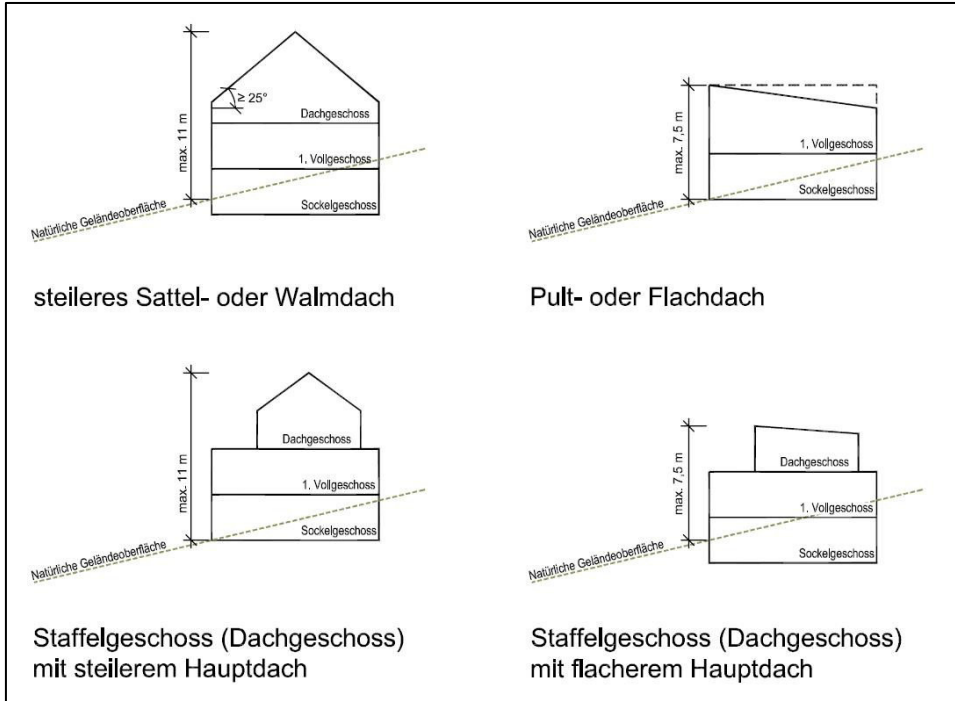 max. 11 m
≥ 25°
Dachgeschoss
1. Vollgeschoss
Sockelgeschoss
Natürliche Geländeoberfläche
steileres Sattel- oder Walmdach
max. 7,5 m
1. Vollgeschoss
Sockelgeschoss
Natürliche Geländeoberfläche
Pult- oder Flachdach
max. 11 m
Dachgeschoss
1. Vollgeschoss
Sockelgeschoss
Natürliche Geländeoberfläche
Staffelgeschoss (Dachgeschoss)
mit steilerem Hauptdach
max. 7,5 m
Dachgeschoss
1. Vollgeschoss
Sockelgeschoss
Natürliche Geländeoberfläche
Staffelgeschoss (Dachgeschoss)
mit flacherem Hauptdach